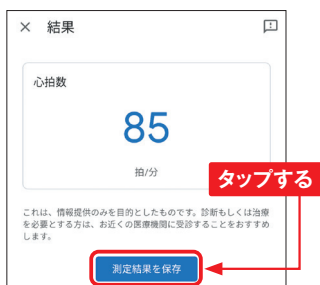 × 結果
心拍数
85
拍/分
タップする
これは、情報提供のみを目的としたものです。診断もしくは治療
を必要とする方は、お近くの医療機関に受診することをおすすめ
します。
測定結果を保存